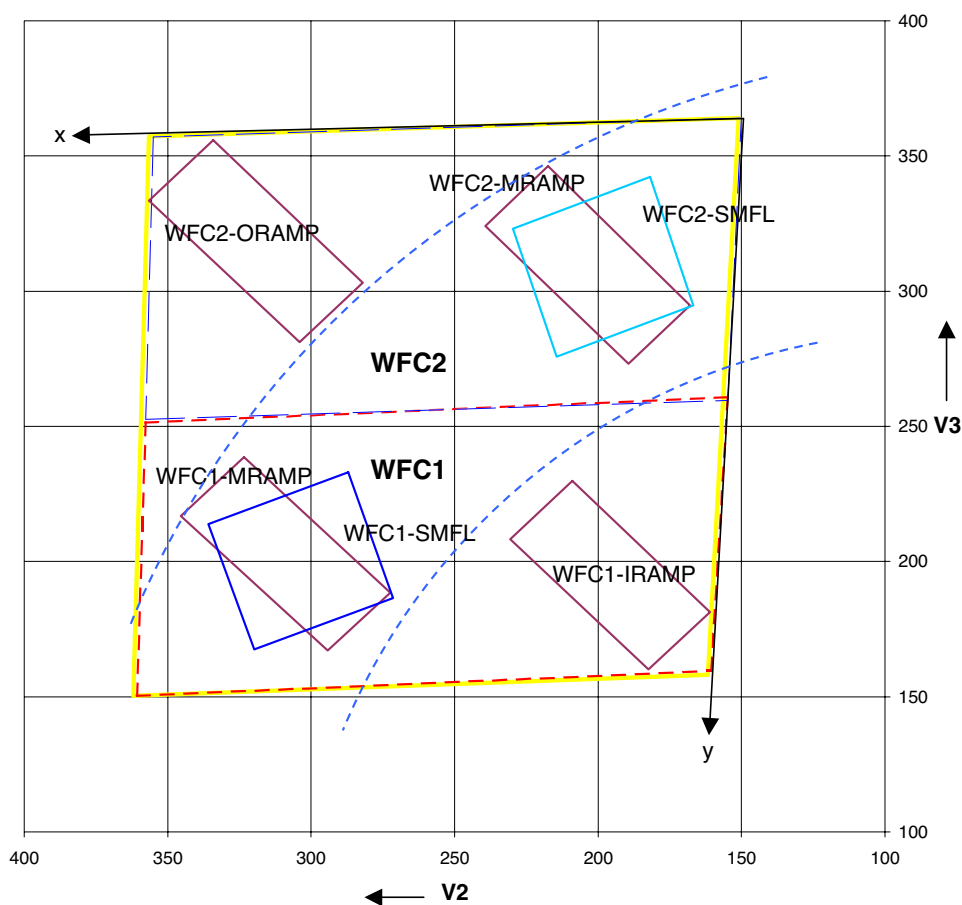 400
x
350
WFC2-MRAMP
WFC2-SMFL
WFC2-ORAMP
300
WFC2
250
V3
WFC1
WFC1-MRAMP
WFC1-SMFL
WFC1-IRAMP
200
150
y
100
400 350 300 250 200 150 100
V2